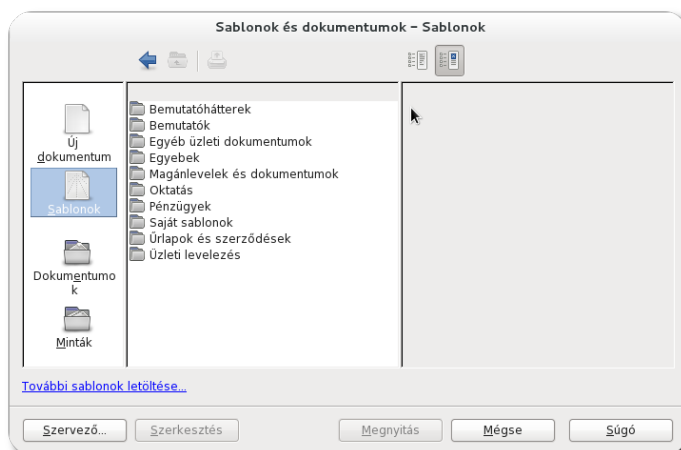 Sablonok és dokumentumok – Sablonok
Új
dokumentum
Sablonok
Dokumentumo
k
Minták
Bemutatóhátterek
Bemutatók
Egyéb üzleti dokumentumok
Egyebek
Magánlevelek és dokumentumok
Oktatás
Pénzügyek
Saját sablonok
Űrlapok és szerződések
Üzleti levelezés
További sablonok letöltése...
Szervező...
Szerkesztés
Megnyitás
Mégse
Súgó